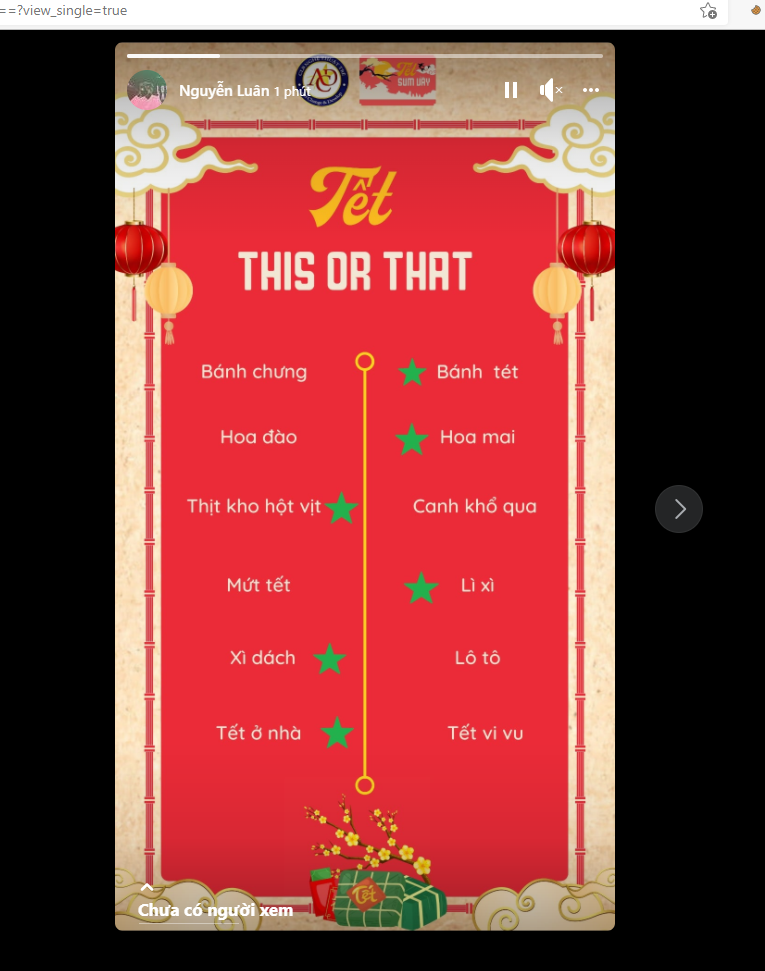 ==?view_single=true
Nguyễn Luân 1 phút
Tết
SUM VẦY
Tết
THIS OR THAT
Bánh chưng
Bánh tét
Hoa đào
Hoa mai
Thịt kho hột vịt
Canh khổ qua
Mứt tết
Lì xì
Xì dách
Lô tô
Tết ở nhà
Tết vi vu
Tết
Chưa có người xem